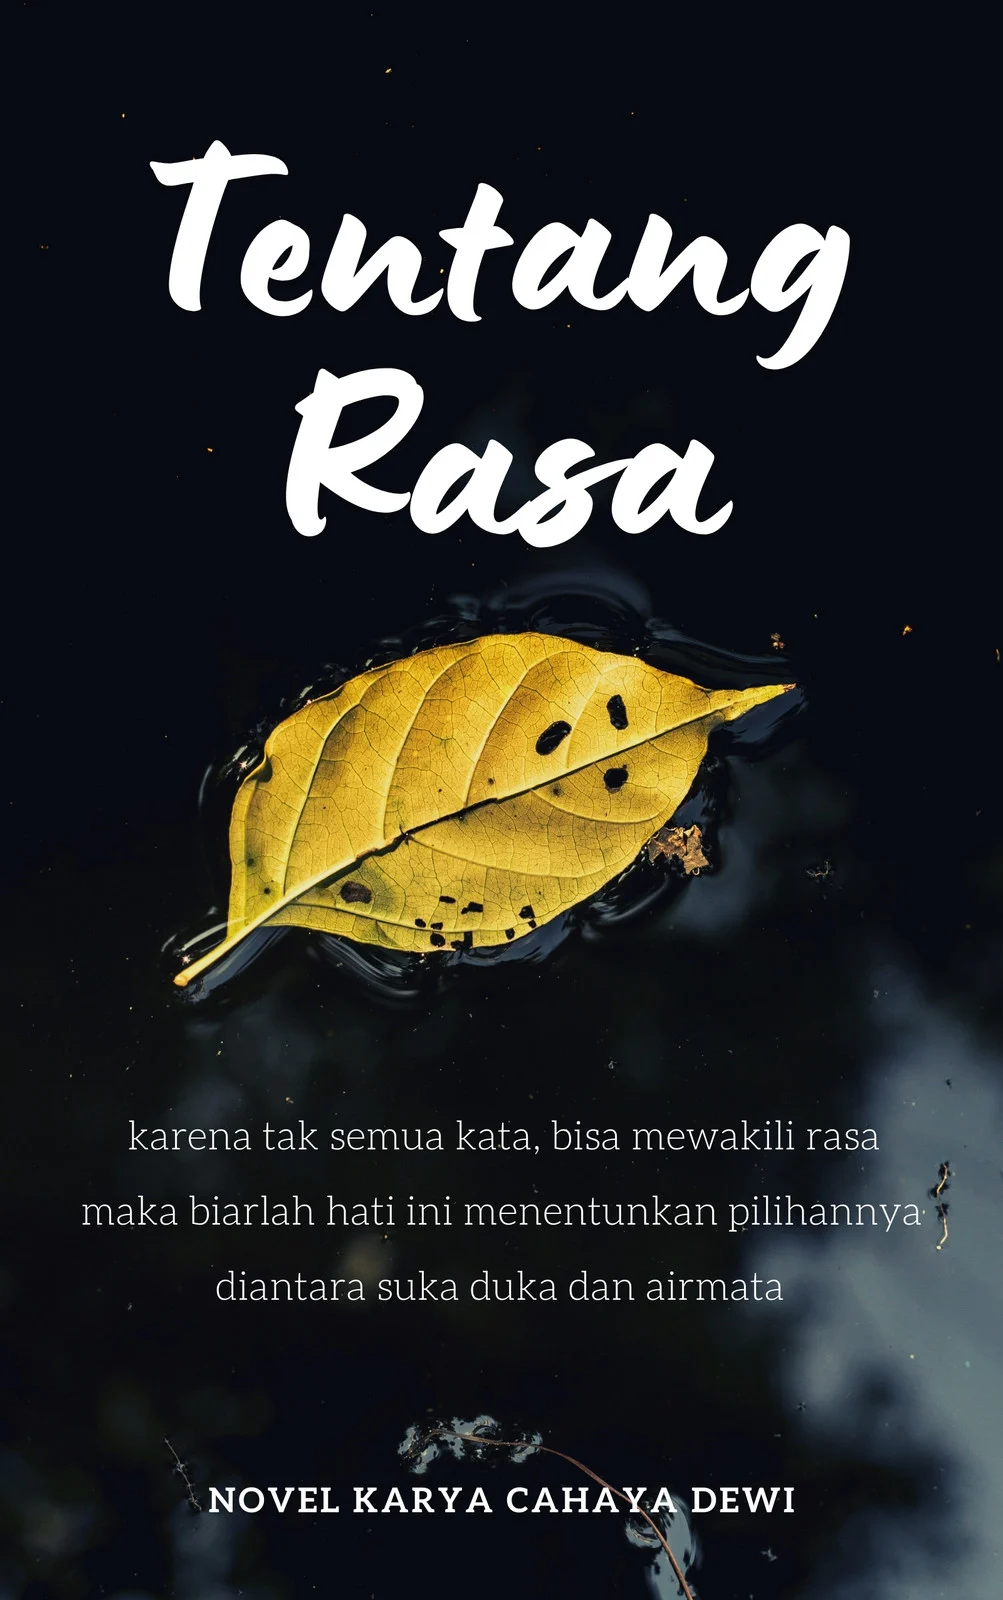 Tentang
Rasa
karena tak semua kata, bisa mewakili rasa
maka biarlah hati ini menentunkan pilihannya
diantara suka duka dan airmata
NOVEL KARYA CAHAYA DEWI